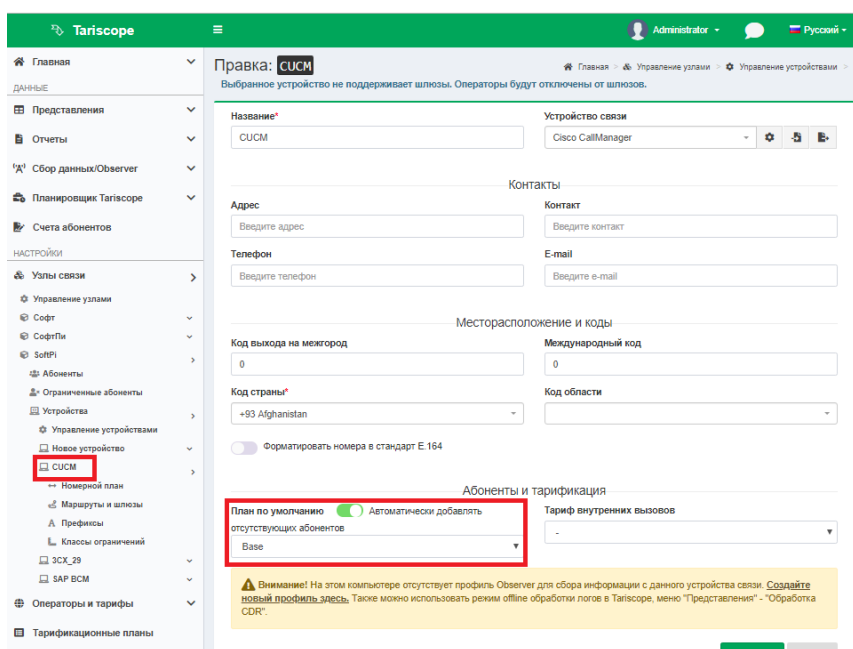 Tariscope
Administrator
Русский
Главная
ДАННЫЕ
Представления
Отчеты
Сбор данных/Observer
Планировщик Tariscope
Счета абонентов
НАСТРОЙКИ
Узлы связи
Управление узлами
Софт
СофтПи
SoftPi
Абоненты
Ограниченные абоненты
Устройства
Управление устройствами
Новое устройство
CUCM
Номерной план
Маршруты и шлюзы
Префиксы
Классы ограничений
3CX_29
SAP BCM
Операторы и тарифы
Тарификационные планы
Правка: CUCM
Главная > Управление узлами > Управление устройствами >
Выбранное устройство не поддерживает шлюзы. Операторы будут отключены от шлюзов.
Название* Устройство связи
CUCM Cisco CallManager
Контакты
Адрес Контакт
Введите адрес Введите контакт
Телефон E-mail
Введите телефон Введите e-mail
Месторасположение и коды
Код выхода на межгород Международный код
0 0
Код страны* Код области
+93 Afghanistan
Форматировать номера в стандарт E.164
Абоненты и тарификация
План по умолчанию Автоматически добавлять Тариф внутренних вызовов
отсутствующих абонентов
Base -
Внимание! На этом компьютере отсутствует профиль Observer для сбора информации с данного устройства связи. Создайте
новый профиль здесь. Также можно использовать режим offline обработки логов в Tariscope, меню "Представления" - "Обработка
CDR".